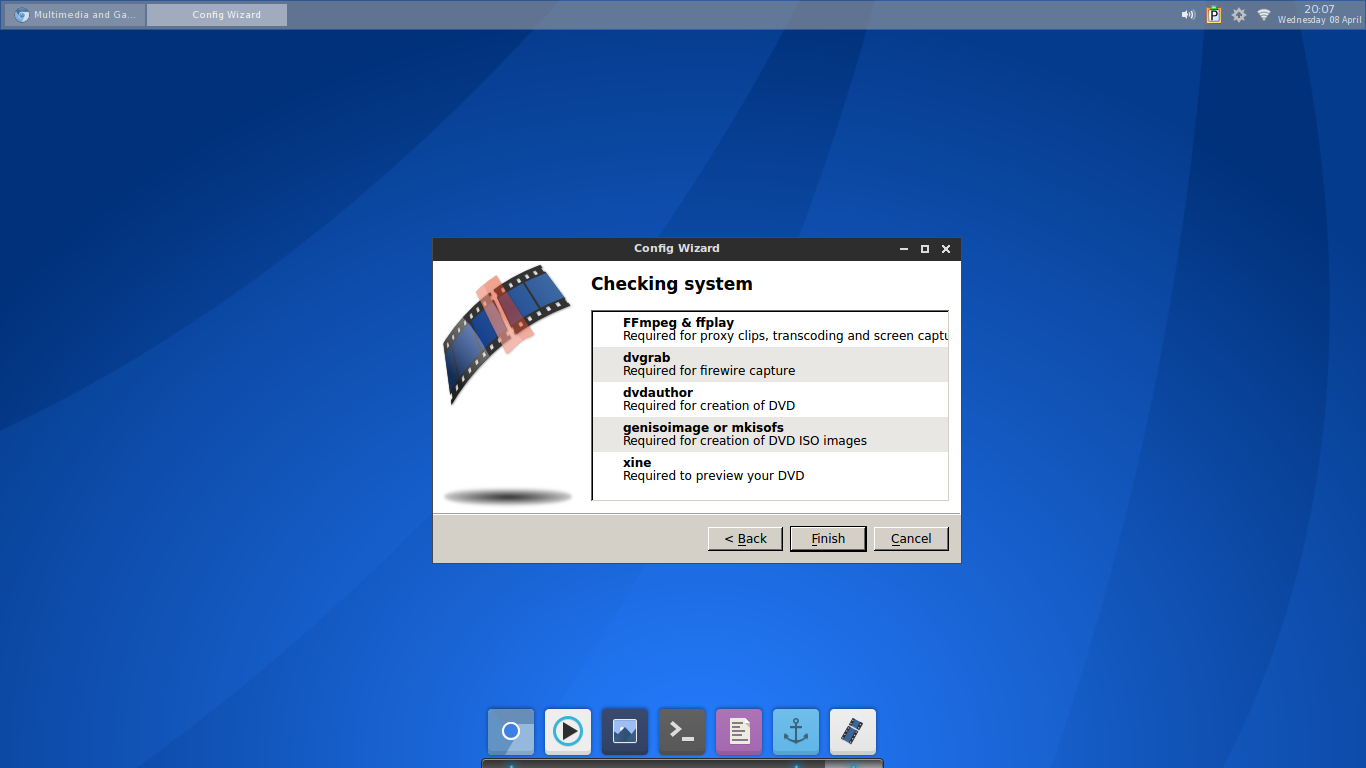 Multimedia and Ga...
Config Wizard
P
20:07
Wednesday 08 April
Config Wizard
Checking system
FFmpeg & ffplay
Required for proxy clips, transcoding and screen captu
dvgrab
Required for firewire capture
dvdauthor
Required for creation of DVD
genisoimage or mkisofs
Required for creation of DVD ISO images
xine
Required to preview your DVD
< Back
Finish
Cancel